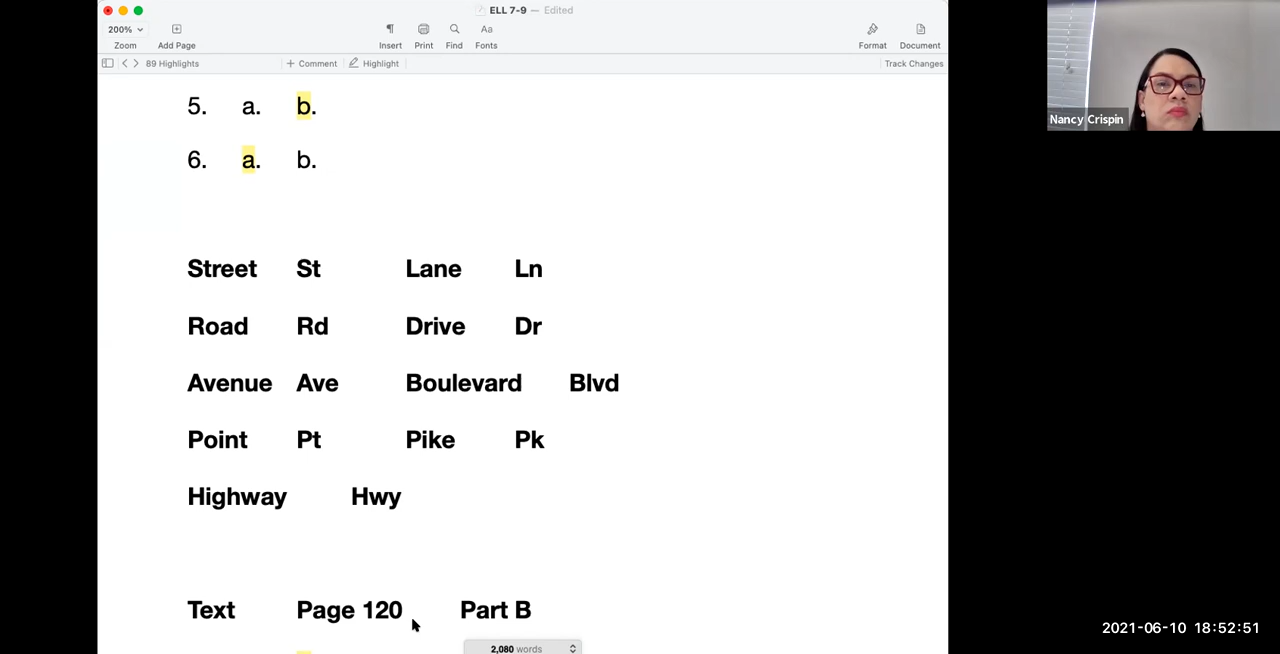 ELL 7-9 — Edited
200%
Zoom
Add Page
Insert
Print
Find
Aa
Fonts
Format
Document
89 Highlights
+ Comment
Highlight
Track Changes
5. a. b.
6. a. b.
Street St Lane Ln
Road Rd Drive Dr
Avenue Ave Boulevard Blvd
Point Pt Pike Pk
Highway Hwy
Text Page 120 Part B
2,080 words
Nancy Crispin
2021-06-10 18:52:51